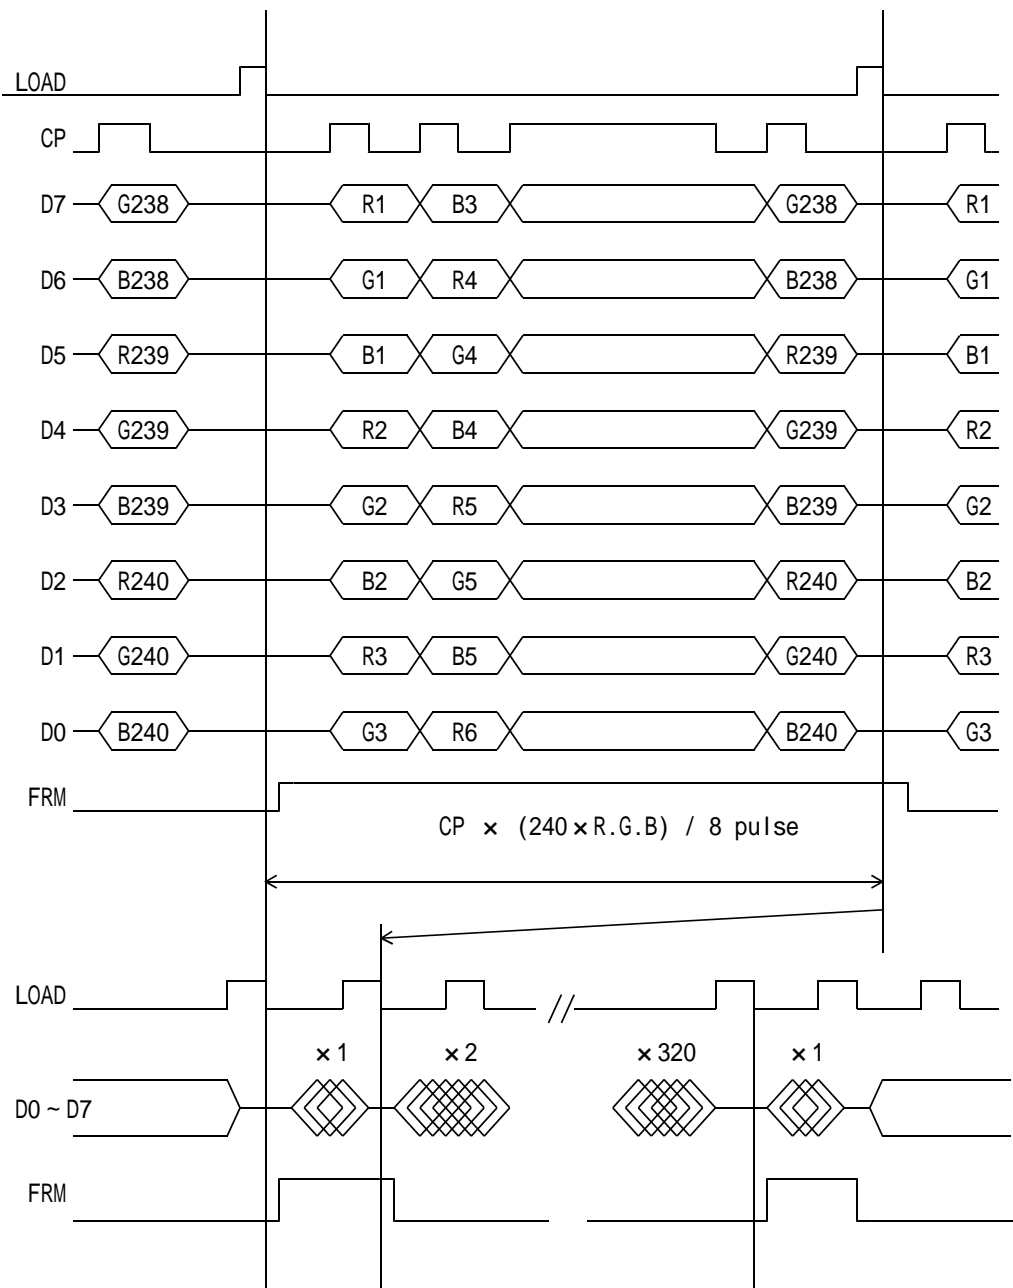 LOAD
CP
D7 G238 R1 B3 G238 R1
D6 B238 G1 R4 B238 G1
D5 R239 B1 G4 R239 B1
D4 G239 R2 B4 G239 R2
D3 B239 G2 R5 B239 G2
D2 R240 B2 G5 R240 B2
D1 G240 R3 B5 G240 R3
D0 B240 G3 R6 B240 G3
FRM
CP × (240×R.G.B) / 8 pulse
LOAD
×1 ×2 ×320 ×1
D0~D7
FRM